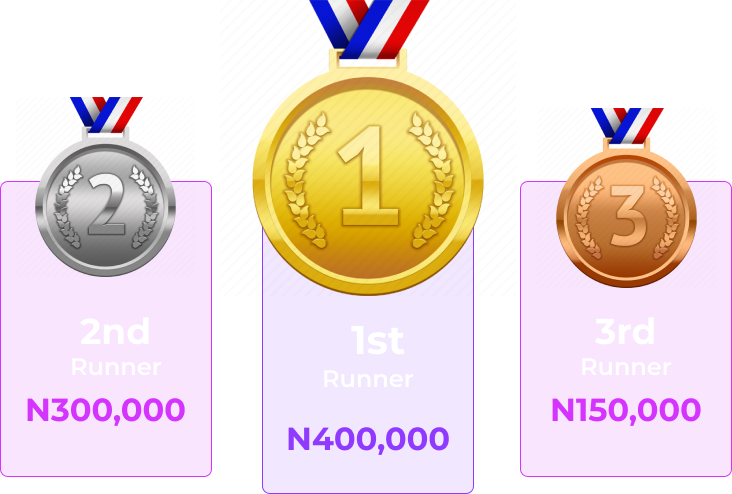 2
2nd
Runner
N300,000
1
1st
Runner
N400,000
3
3rd
Runner
N150,000